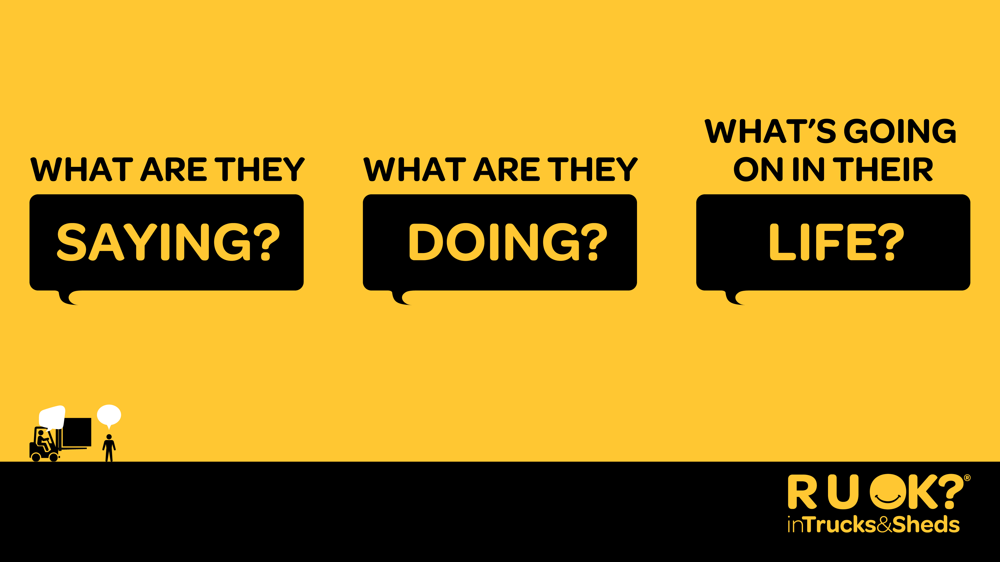 WHAT ARE THEY
SAYING?
WHAT ARE THEY
DOING?
WHAT'S GOING
ON IN THEIR
LIFE?
R U OK?®
inTrucks&Sheds